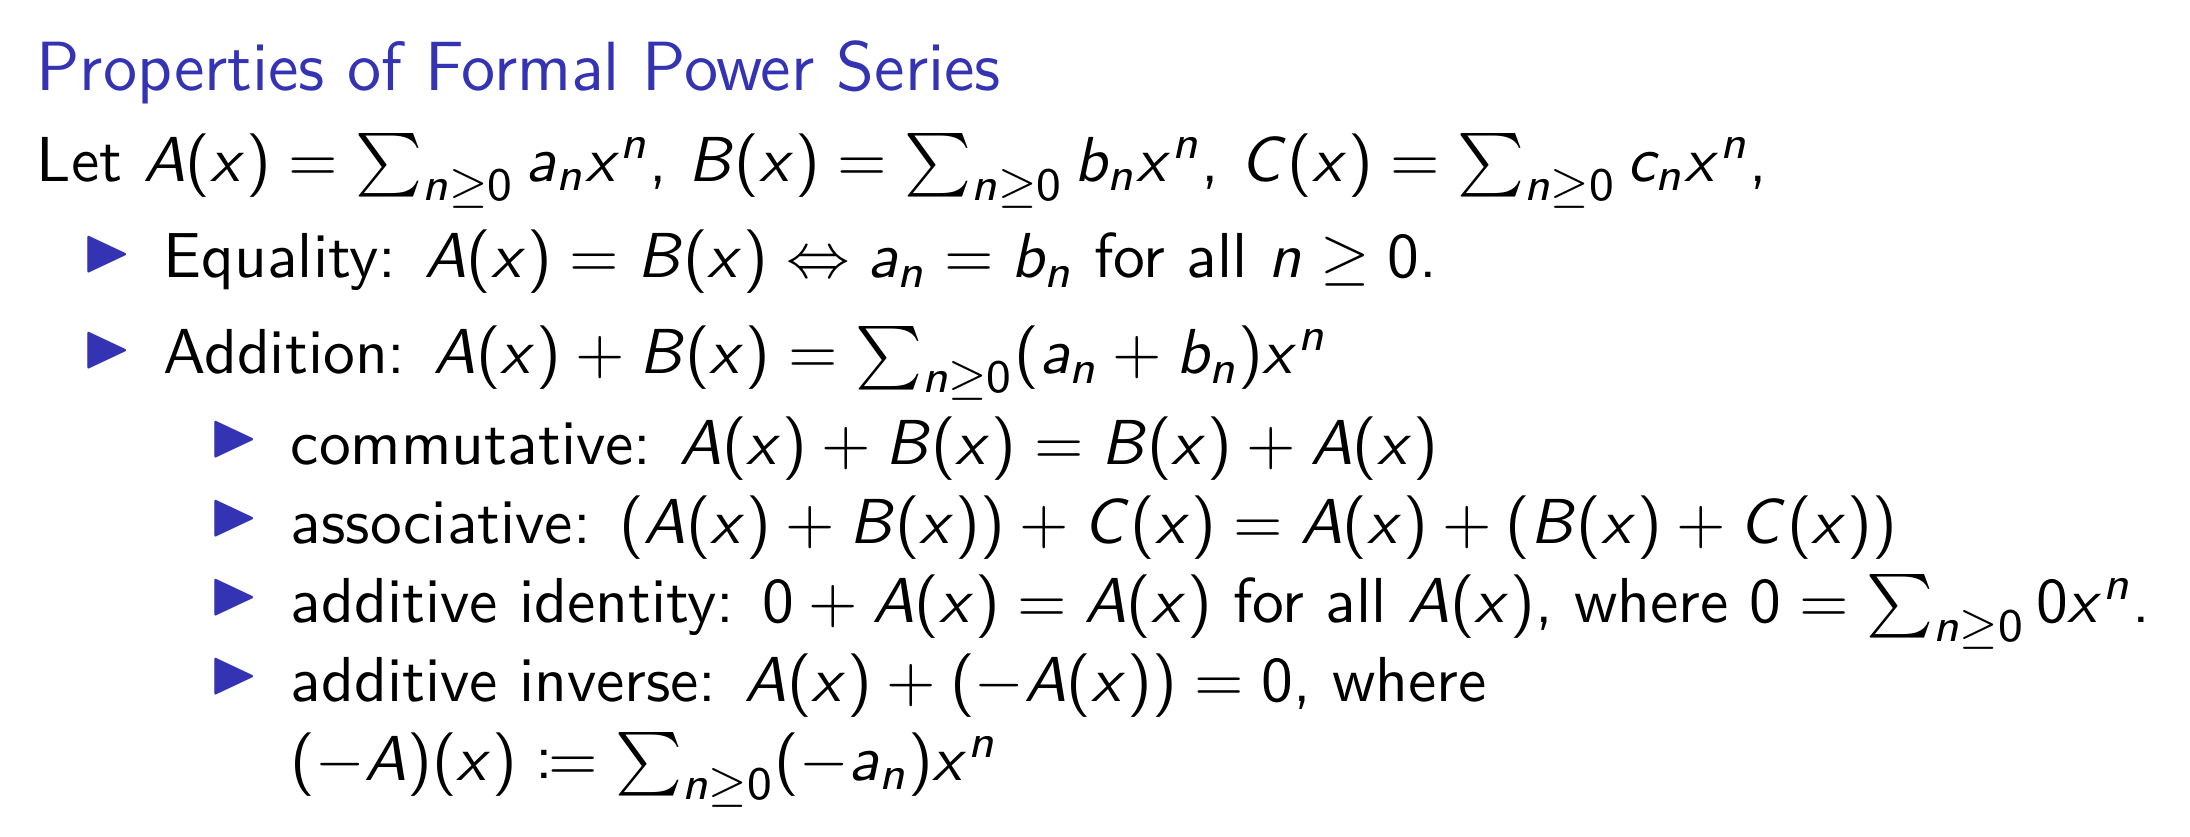 Properties of Formal Power Series
Let A(x) = ∑_{n≥0} a_n x^n, B(x) = ∑_{n≥0} b_n x^n, C(x) = ∑_{n≥0} c_n x^n,
▶ Equality: A(x) = B(x) ⇔ a_n = b_n for all n ≥ 0.
▶ Addition: A(x) + B(x) = ∑_{n≥0}(a_n + b_n)x^n
▶ commutative: A(x) + B(x) = B(x) + A(x)
▶ associative: (A(x) + B(x)) + C(x) = A(x) + (B(x) + C(x))
▶ additive identity: 0 + A(x) = A(x) for all A(x), where 0 = ∑_{n≥0} 0x^n.
▶ additive inverse: A(x) + (−A(x)) = 0, where
(−A)(x) := ∑_{n≥0}(−a_n)x^n